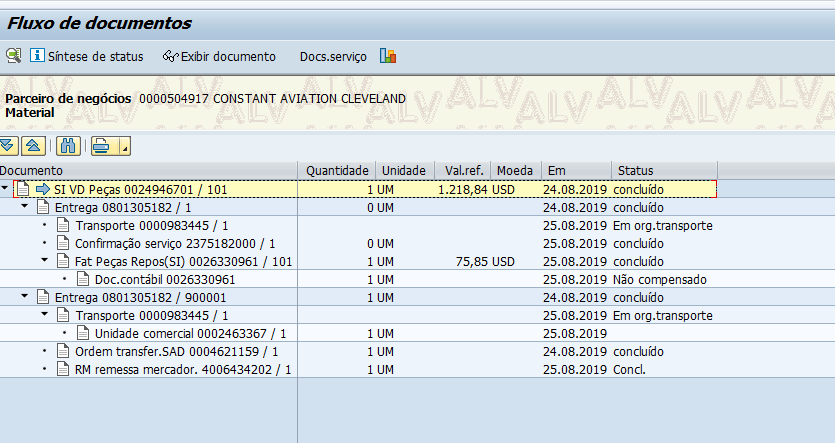 Fluxo de documentos
Síntese de status Exibir documento Docs.serviço
Parceiro de negócios 0000504917 CONSTANT AVIATION CLEVELAND
Material
Documento Quantidade Unidade Val.ref. Moeda Em Status
SI VD Peças 0024946701 / 101 1 UM 1.218,84 USD 24.08.2019 concluído
Entrega 0801305182 / 1 0 UM 24.08.2019 concluído
Transporte 0000983445 / 1 25.08.2019 Em org.transporte
Confirmação serviço 2375182000 / 1 0 UM 25.08.2019 concluído
Fat Peças Repos(SI) 0026330961 / 101 1 UM 75,85 USD 25.08.2019 concluído
Doc.contábil 0026330961 1 UM 25.08.2019 Não compensado
Entrega 0801305182 / 900001 1 UM 24.08.2019 concluído
Transporte 0000983445 / 1 25.08.2019 Em org.transporte
Unidade comercial 0002463367 / 1 1 UM 25.08.2019
Ordem transfer.SAD 0004621159 / 1 1 UM 24.08.2019 concluído
RM remessa mercador. 4006434202 / 1 1 UM 25.08.2019 Concl.